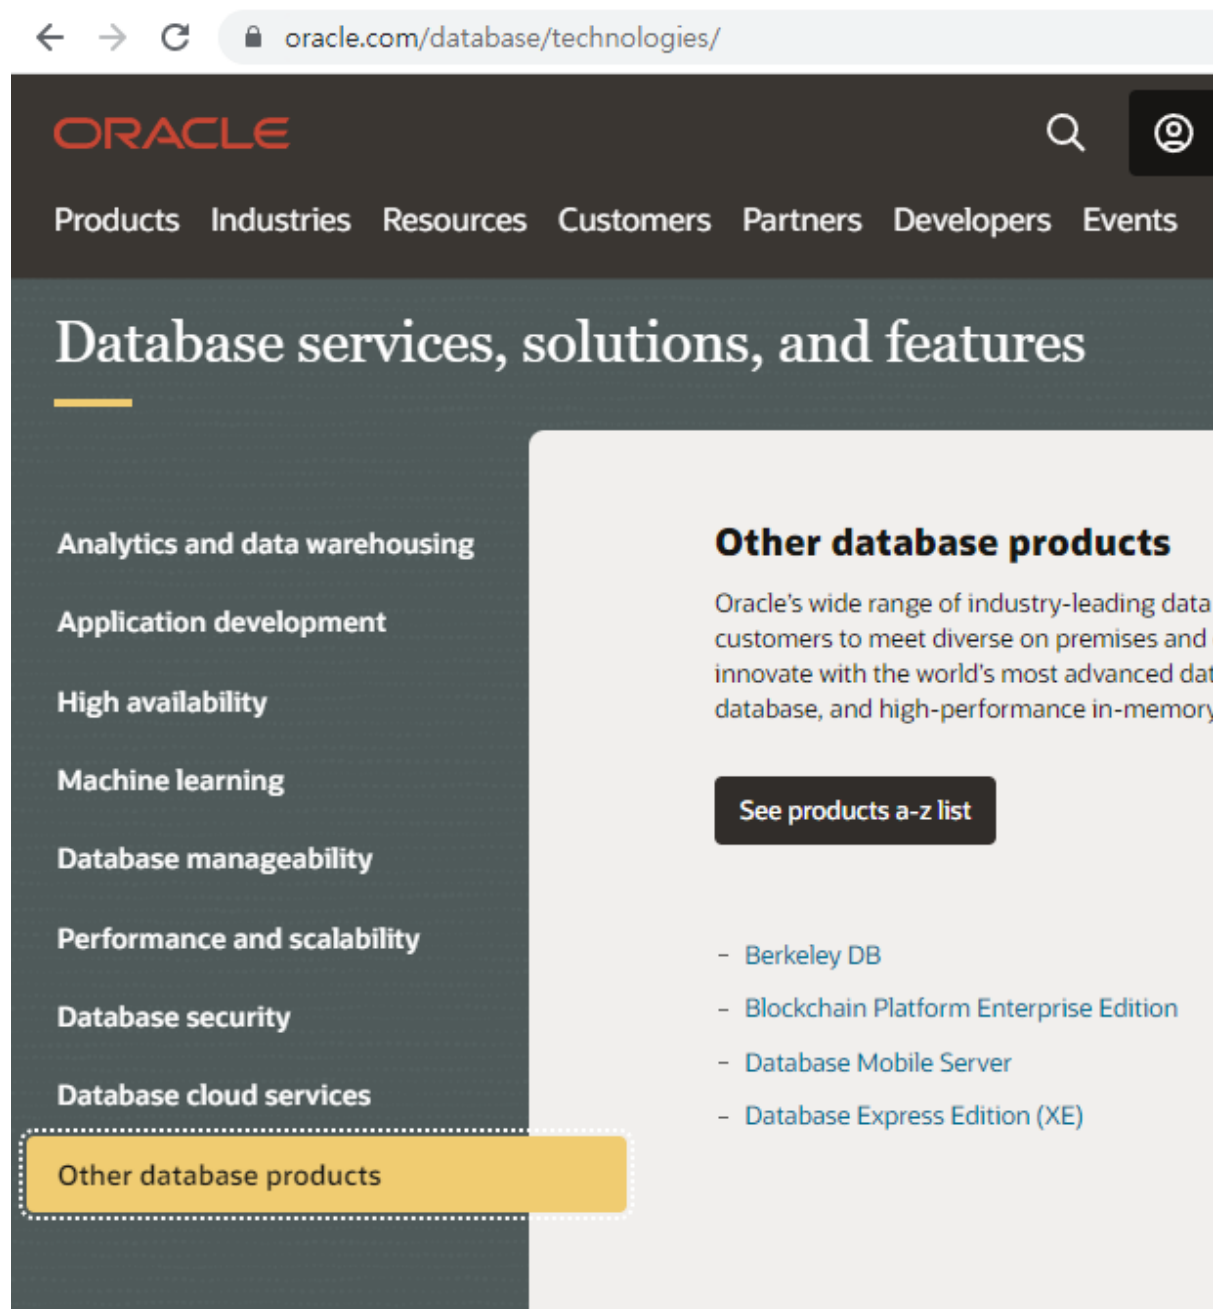 oracle.com/database/technologies/
ORACLE
Products Industries Resources Customers Partners Developers Events
Database services, solutions, and features
Analytics and data warehousing
Application development
High availability
Machine learning
Database manageability
Performance and scalability
Database security
Database cloud services
Other database products
Other database products
Oracle's wide range of industry-leading data
customers to meet diverse on premises and
innovate with the world's most advanced dat
database, and high-performance in-memory
See products a-z list
– Berkeley DB
– Blockchain Platform Enterprise Edition
– Database Mobile Server
– Database Express Edition (XE)